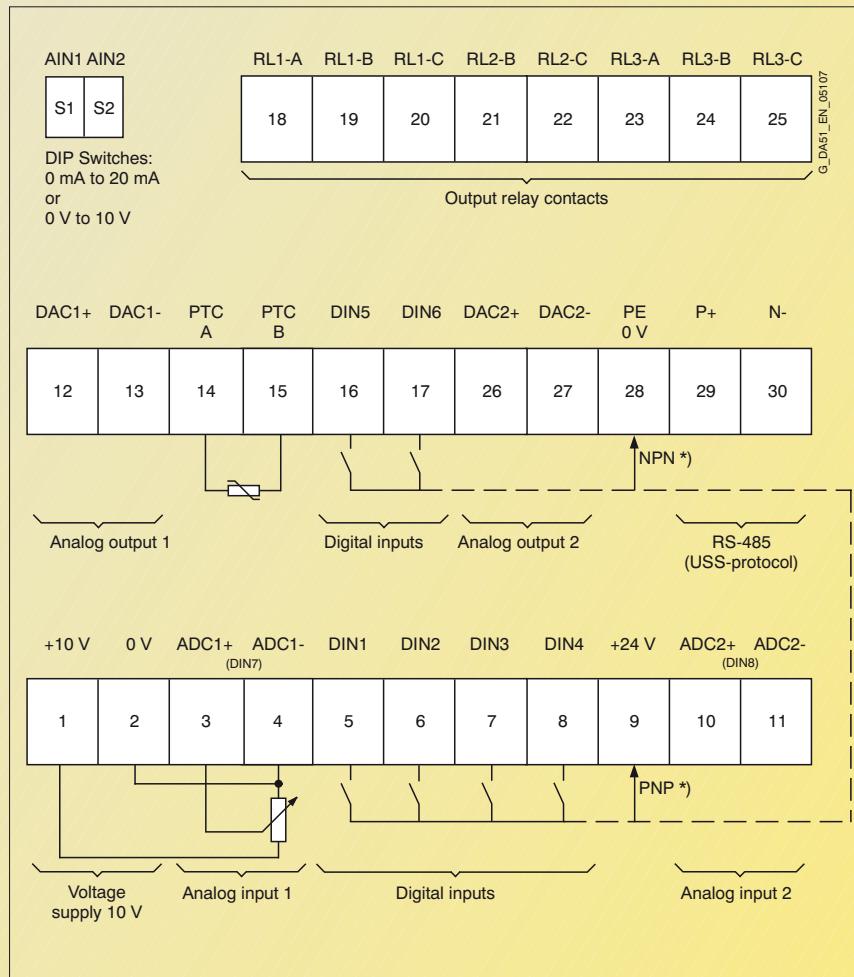 AIN1 AIN2
S1 S2
DIP Switches:
0 mA to 20 mA
or
0 V to 10 V
RL1-A RL1-B RL1-C RL2-B RL2-C RL3-A RL3-B RL3-C
18 19 20 21 22 23 24 25
Output relay contacts
G_DA51_EN_05107
DAC1+ DAC1- PTC A PTC B DIN5 DIN6 DAC2+ DAC2- PE 0 V P+ N-
12 13 14 15 16 17 26 27 28 29 30
NPN *)
Analog output 1
Digital inputs
Analog output 2
RS-485
(USS-protocol)
+10 V 0 V ADC1+ ADC1- DIN1 DIN2 DIN3 DIN4 +24 V ADC2+ ADC2-
(DIN7) (DIN8)
1 2 3 4 5 6 7 8 9 10 11
PNP *)
Voltage
supply 10 V
Analog input 1
Digital inputs
Analog input 2